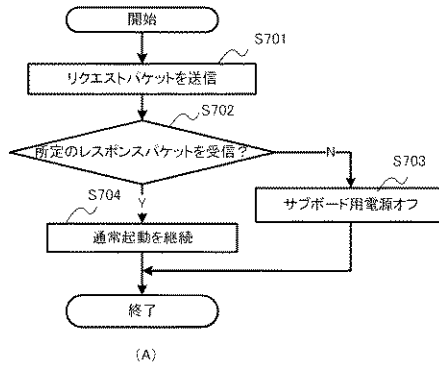 開始
S701
リクエストパケットを送信
S702
所定のレスポンスパケットを受信?
N
S703
サブボード用電源オフ
S704
Y
通常起動を継続
終了
(A)